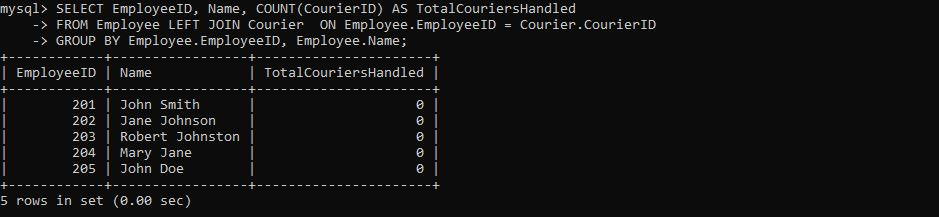 mysql> SELECT EmployeeID, Name, COUNT(CourierID) AS TotalCouriersHandled
    -> FROM Employee LEFT JOIN Courier  ON Employee.EmployeeID = Courier.CourierID
    -> GROUP BY Employee.EmployeeID, Employee.Name;
+------------+-----------------+----------------------+
| EmployeeID | Name            | TotalCouriersHandled |
+------------+-----------------+----------------------+
|        201 | John Smith      |                    0 |
|        202 | Jane Johnson    |                    0 |
|        203 | Robert Johnston |                    0 |
|        204 | Mary Jane       |                    0 |
|        205 | John Doe        |                    0 |
+------------+-----------------+----------------------+
5 rows in set (0.00 sec)